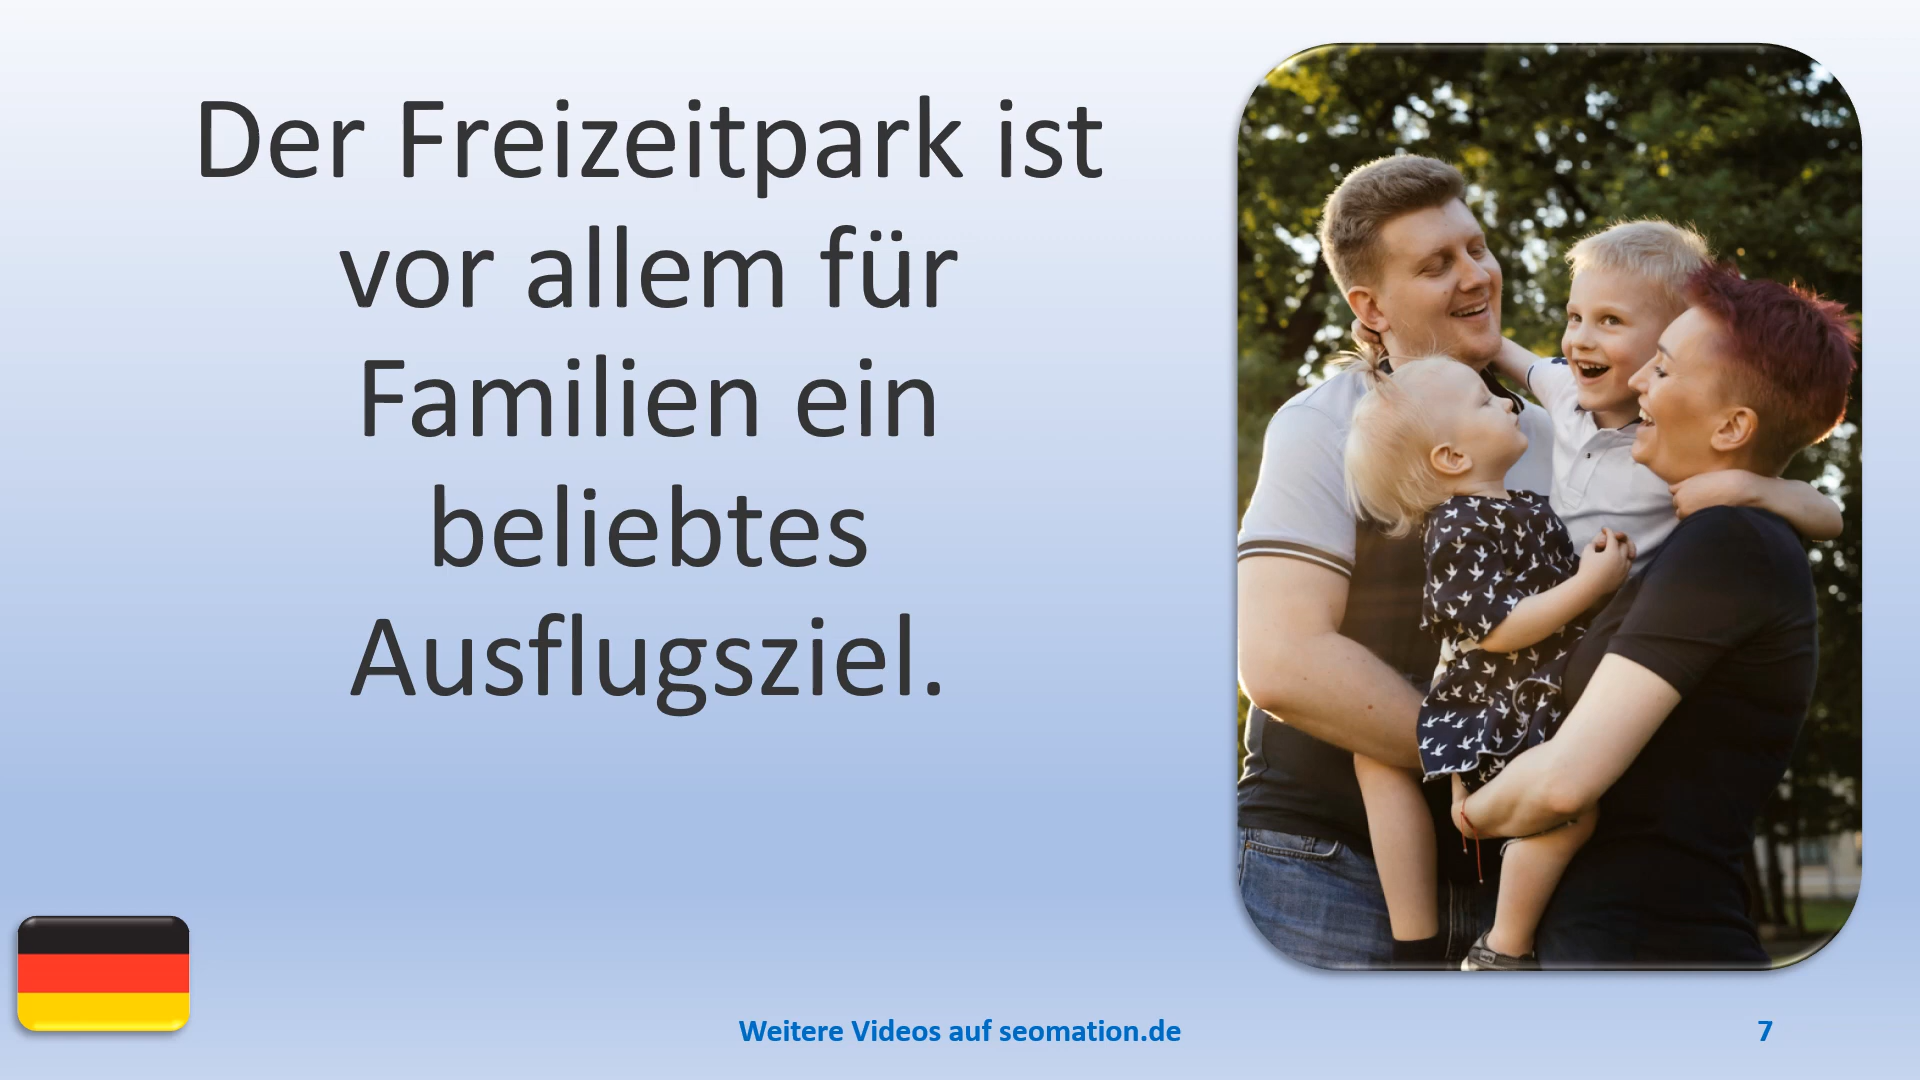 Der Freizeitpark ist
vor allem für
Familien ein
beliebtes
Ausflugsziel.
Weitere Videos auf seomation.de
7